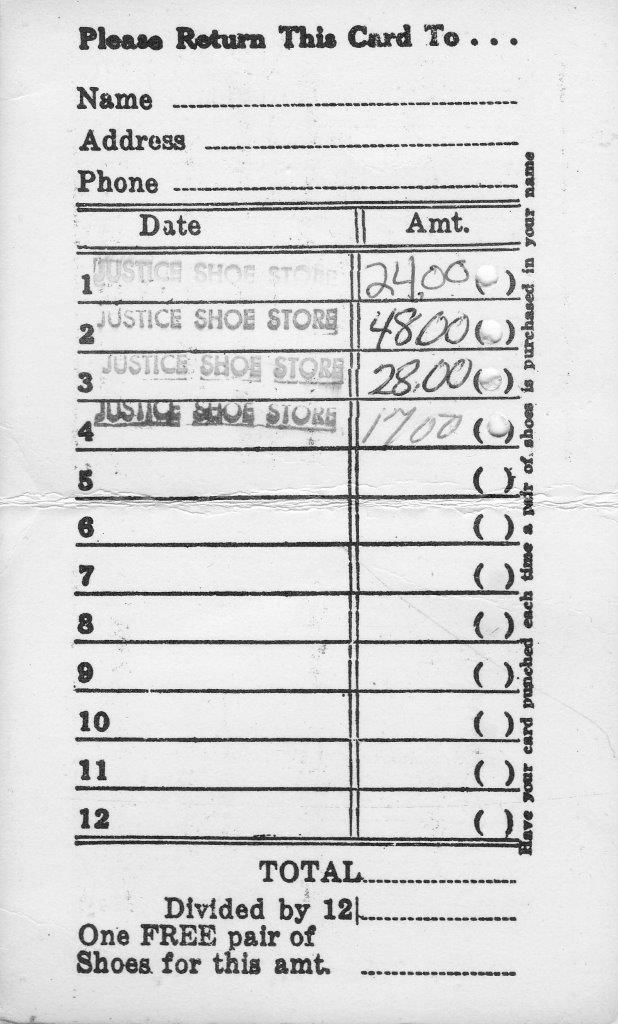 Please Return This Card To . . .
Name
Address
Phone
Date Amt.
1 JUSTICE SHOE STORE 24.00 ( )
2 JUSTICE SHOE STORE 48.00 ( )
3 JUSTICE SHOE STORE 28.00 ( )
4 JUSTICE SHOE STORE 17 00 ( )
5 ( )
6 ( )
7 ( )
8 ( )
9 ( )
10 ( )
11 ( )
12 ( )
TOTAL
Divided by 12
One FREE pair of
Shoes for this amt.
Have your card punched each time a pair of shoes is purchased in your name